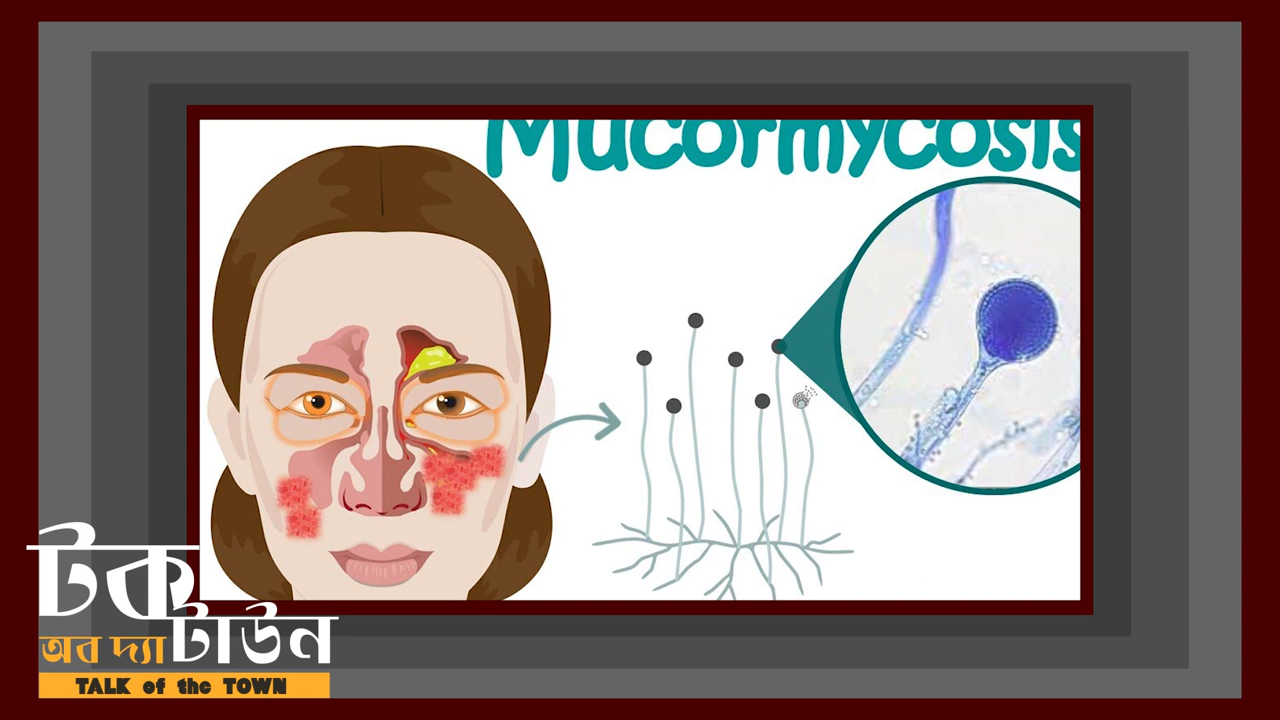 Mucormycosis
টক
অব দ্যা টাউন
TALK of the TOWN